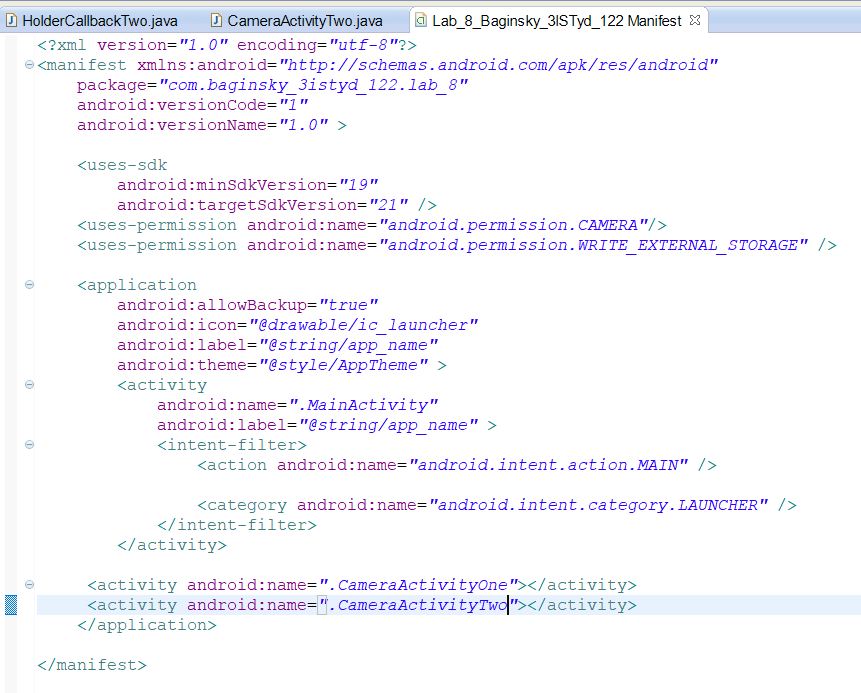 HolderCallbackTwo.java CameraActivityTwo.java Lab_8_Baginsky_3ISTyd_122 Manifest
<?xml version="1.0" encoding="utf-8"?>
<manifest xmlns:android="http://schemas.android.com/apk/res/android"
package="com.baginsky_3istyd_122.lab_8"
android:versionCode="1"
android:versionName="1.0" >
<uses-sdk
android:minSdkVersion="19"
android:targetSdkVersion="21" />
<uses-permission android:name="android.permission.CAMERA"/>
<uses-permission android:name="android.permission.WRITE_EXTERNAL_STORAGE" />
<application
android:allowBackup="true"
android:icon="@drawable/ic_launcher"
android:label="@string/app_name"
android:theme="@style/AppTheme" >
<activity
android:name=".MainActivity"
android:label="@string/app_name" >
<intent-filter>
<action android:name="android.intent.action.MAIN" />
<category android:name="android.intent.category.LAUNCHER" />
</intent-filter>
</activity>
<activity android:name=".CameraActivityOne"></activity>
<activity android:name=".CameraActivityTwo"></activity>
</application>
</manifest>